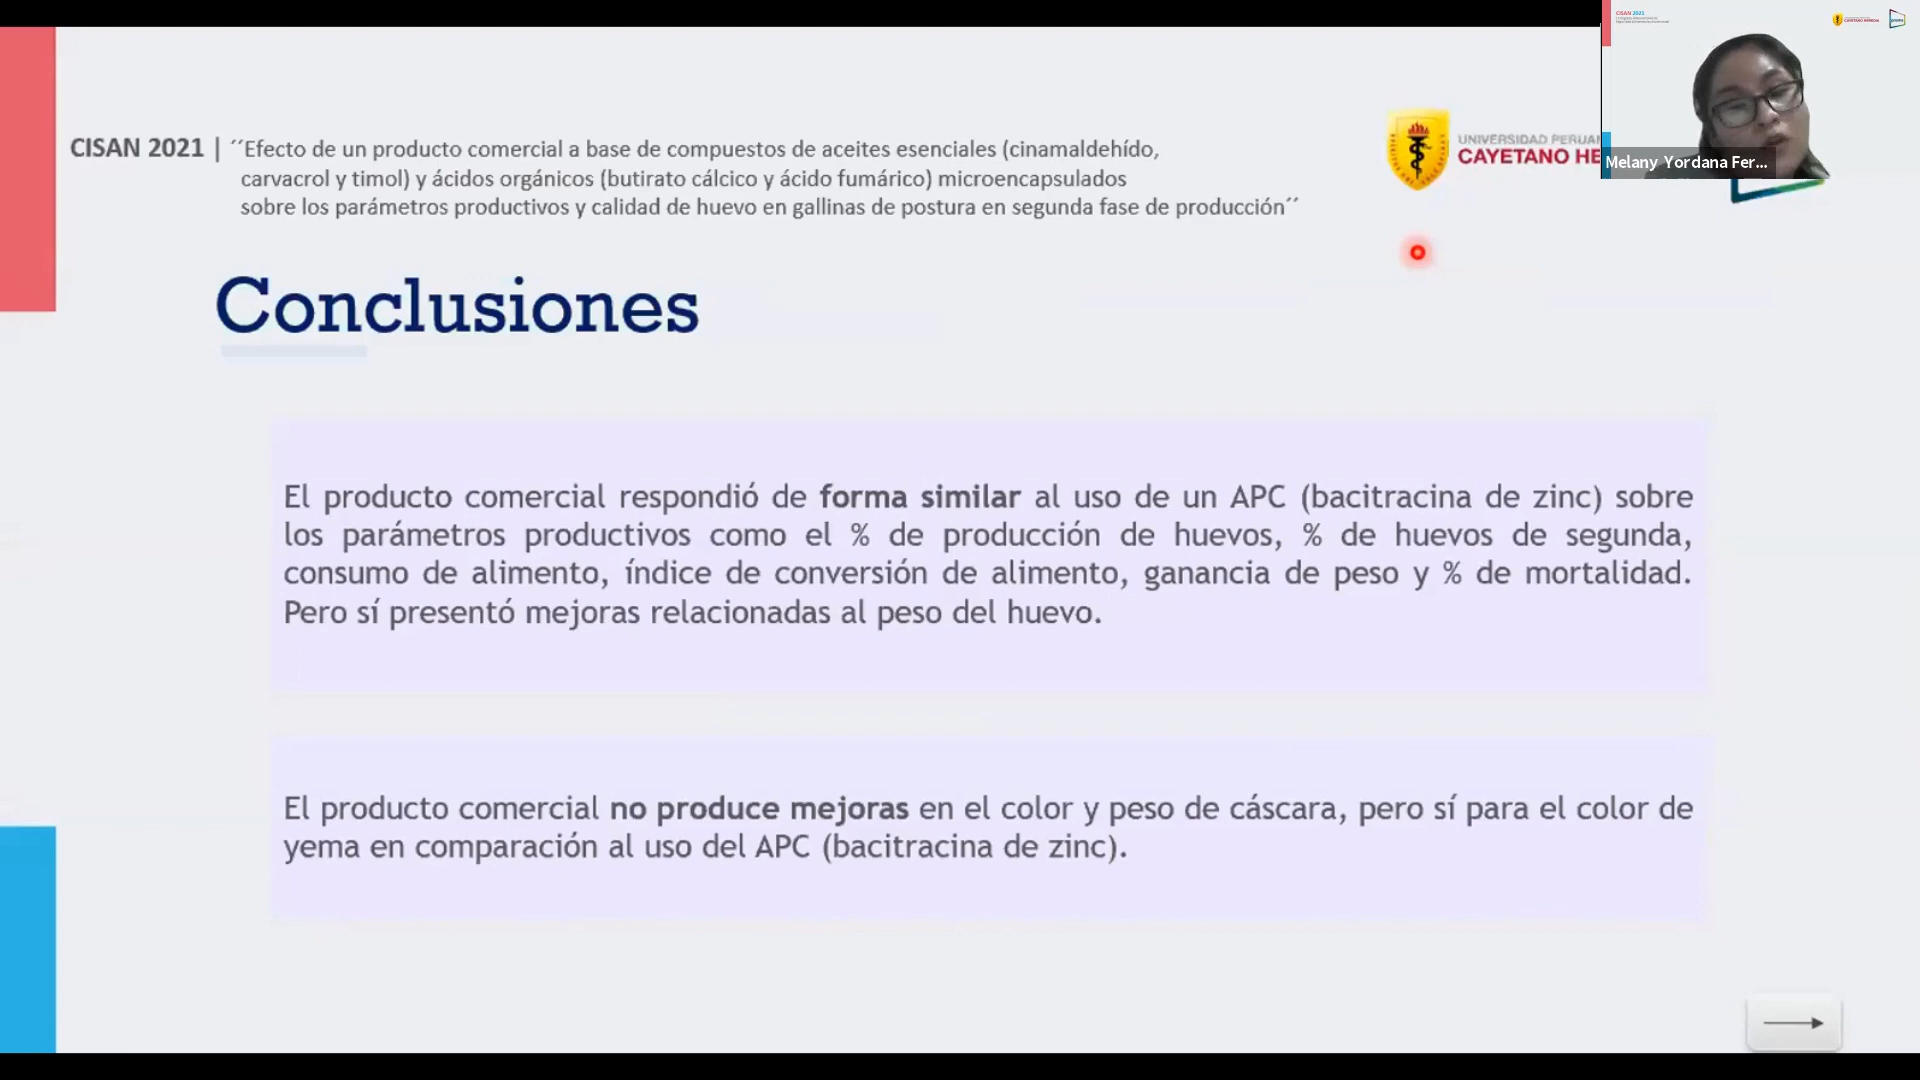 CISAN 2021
CISAN 2021 | ´´Efecto de un producto comercial a base de compuestos de aceites esenciales (cinamaldehído,
carvacrol y timol) y ácidos orgánicos (butirato cálcico y ácido fumárico) microencapsulados
sobre los parámetros productivos y calidad de huevo en gallinas de postura en segunda fase de producción´´
UNIVERSIDAD PERUAN
CAYETANO HE
Melany Yordana Fer...
Conclusiones
El producto comercial respondió de forma similar al uso de un APC (bacitracina de zinc) sobre
los parámetros productivos como el % de producción de huevos, % de huevos de segunda,
consumo de alimento, índice de conversión de alimento, ganancia de peso y % de mortalidad.
Pero sí presentó mejoras relacionadas al peso del huevo.
El producto comercial no produce mejoras en el color y peso de cáscara, pero sí para el color de
yema en comparación al uso del APC (bacitracina de zinc).